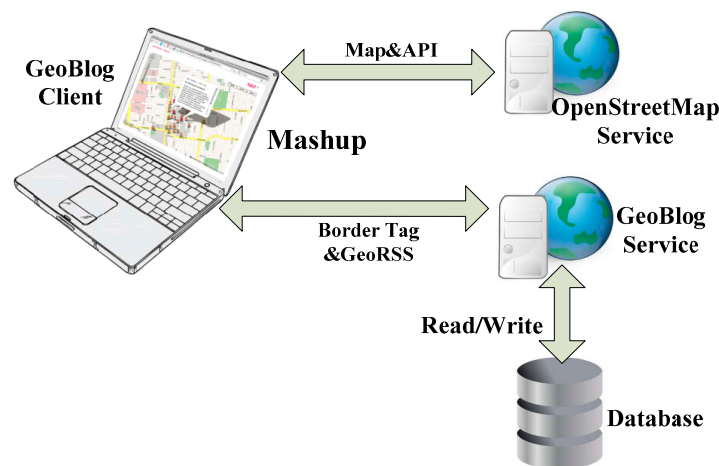 GeoBlog
Client
Map&API
OpenStreetMap
Service
Mashup
Border Tag
&GeoRSS
GeoBlog
Service
Read/Write
Database